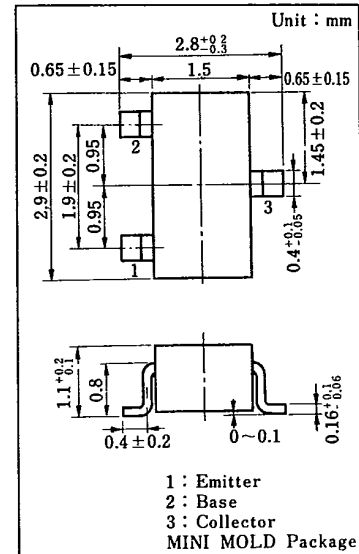 Unit : mm
2.8 +0.2 -0.3
0.65±0.15
1.5
0.65±0.15
2.9±0.2
1.9±0.2
0.95
0.95
2
1
3
1.45±0.2
0.4 +0.1 -0.05
1.1 +0.2 -0.1
0.8
0.4±0.2
0~0.1
0.16 +0.1 -0.06
1 : Emitter
2 : Base
3 : Collector
MINI MOLD Package